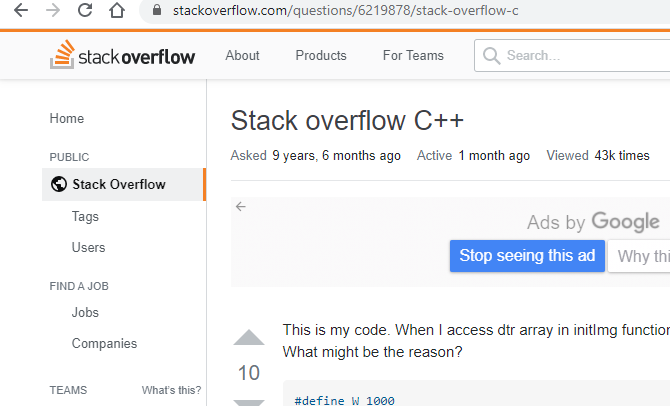 stackoverflow.com/questions/6219878/stack-overflow-c
stackoverflow
About
Products
For Teams
Search...
Home
PUBLIC
Stack Overflow
Tags
Users
FIND A JOB
Jobs
Companies
TEAMS
What's this?
Stack overflow C++
Asked 9 years, 6 months ago Active 1 month ago Viewed 43k times
Ads by Google
Stop seeing this ad
Why thi
10
This is my code. When I access dtr array in initImg function
What might be the reason?
#define W 1000